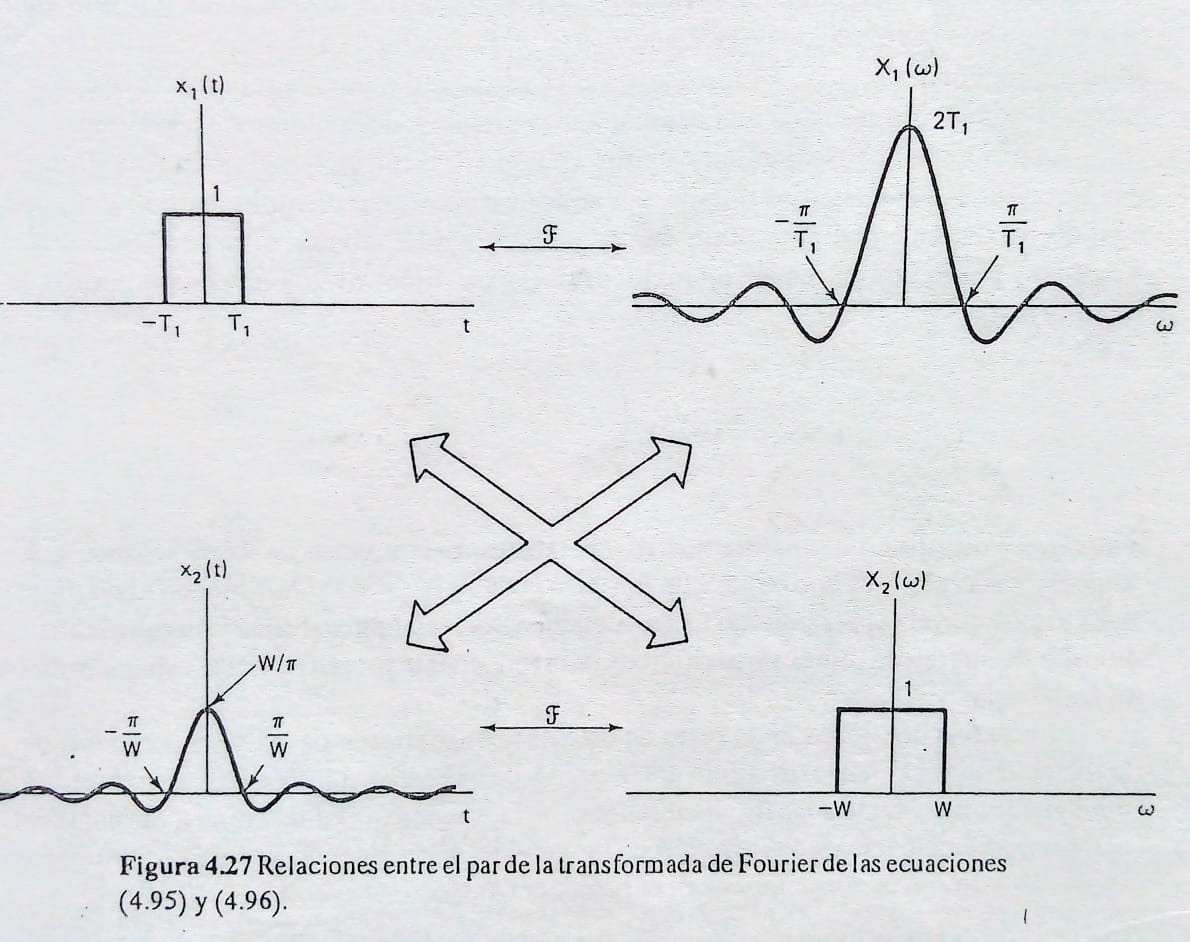 x₁(t)
1
-T₁ T₁ t
ℱ
X₁(ω)
2T₁
-π/T₁ π/T₁
ω
x₂(t)
W/π
-π/W π/W
t
ℱ
X₂(ω)
1
-W W ω
Figura 4.27 Relaciones entre el par de la transformada de Fourier de las ecuaciones
(4.95) y (4.96).